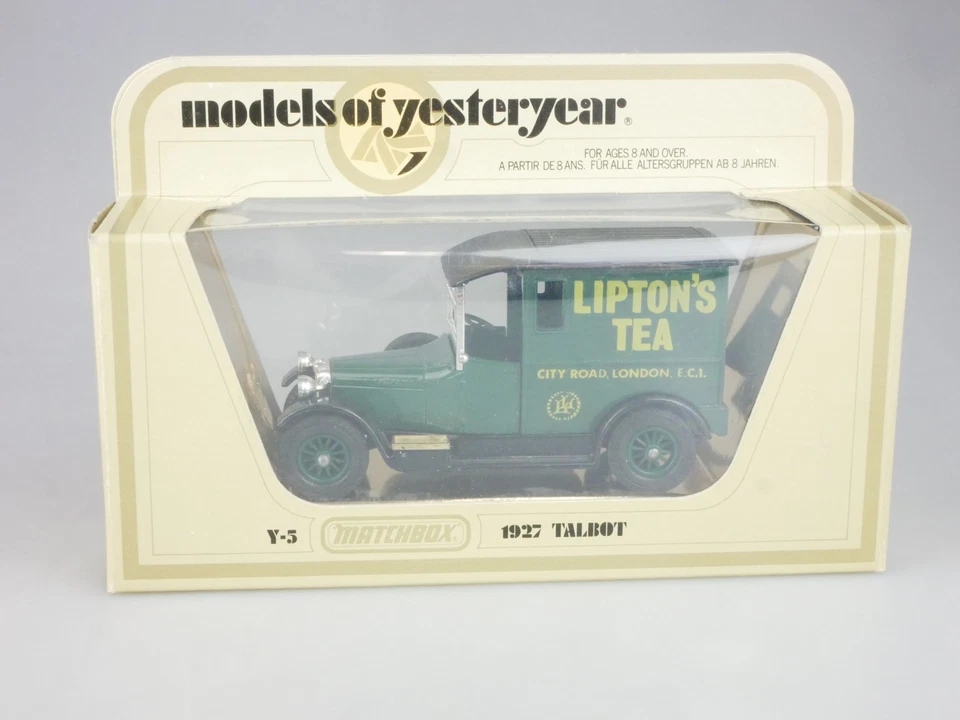 models of yesteryear®
FOR AGES 8 AND OVER.
A PARTIR DE 8 ANS. FÜR ALLE ALTERSGRUPPEN AB 8 JAHREN.
LIPTON'S
TEA
CITY ROAD, LONDON, E.C.1.
Y-5 MATCHBOX 1927 TALBOT